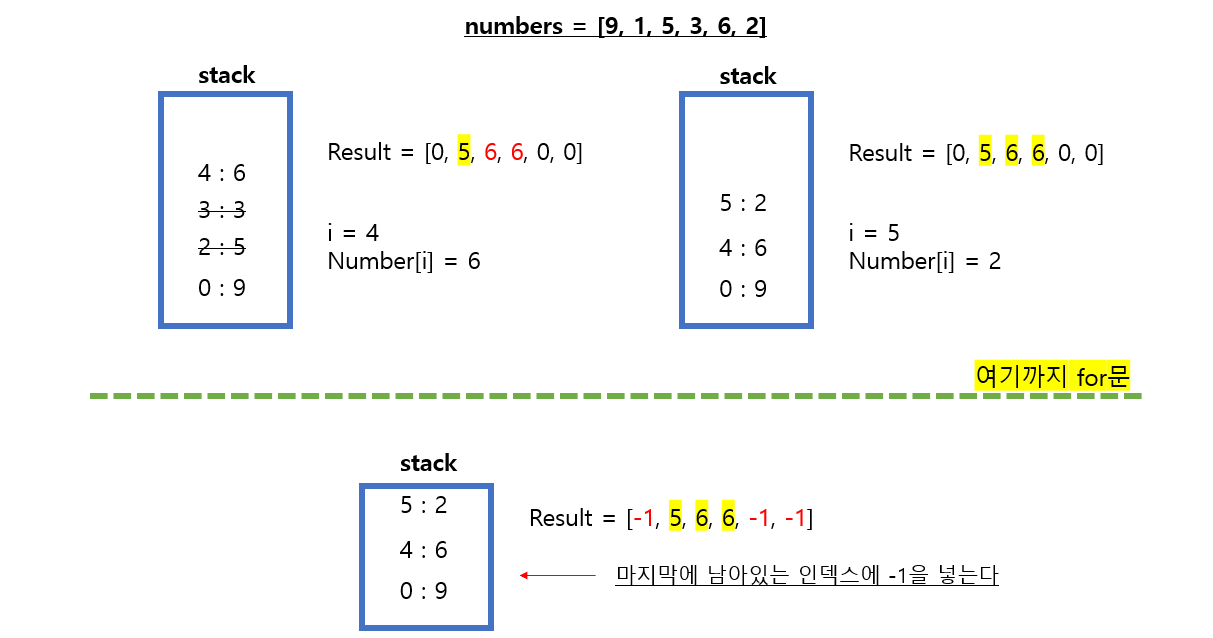 numbers = [9, 1, 5, 3, 6, 2]
stack
4 : 6
3 : 3
2 : 5
0 : 9
Result = [0, 5, 6, 6, 0, 0]
i = 4
Number[i] = 6
stack
5 : 2
4 : 6
0 : 9
Result = [0, 5, 6, 6, 0, 0]
i = 5
Number[i] = 2
여기까지 for문
stack
5 : 2
4 : 6
0 : 9
Result = [-1, 5, 6, 6, -1, -1]
마지막에 남아있는 인덱스에 -1을 넣는다